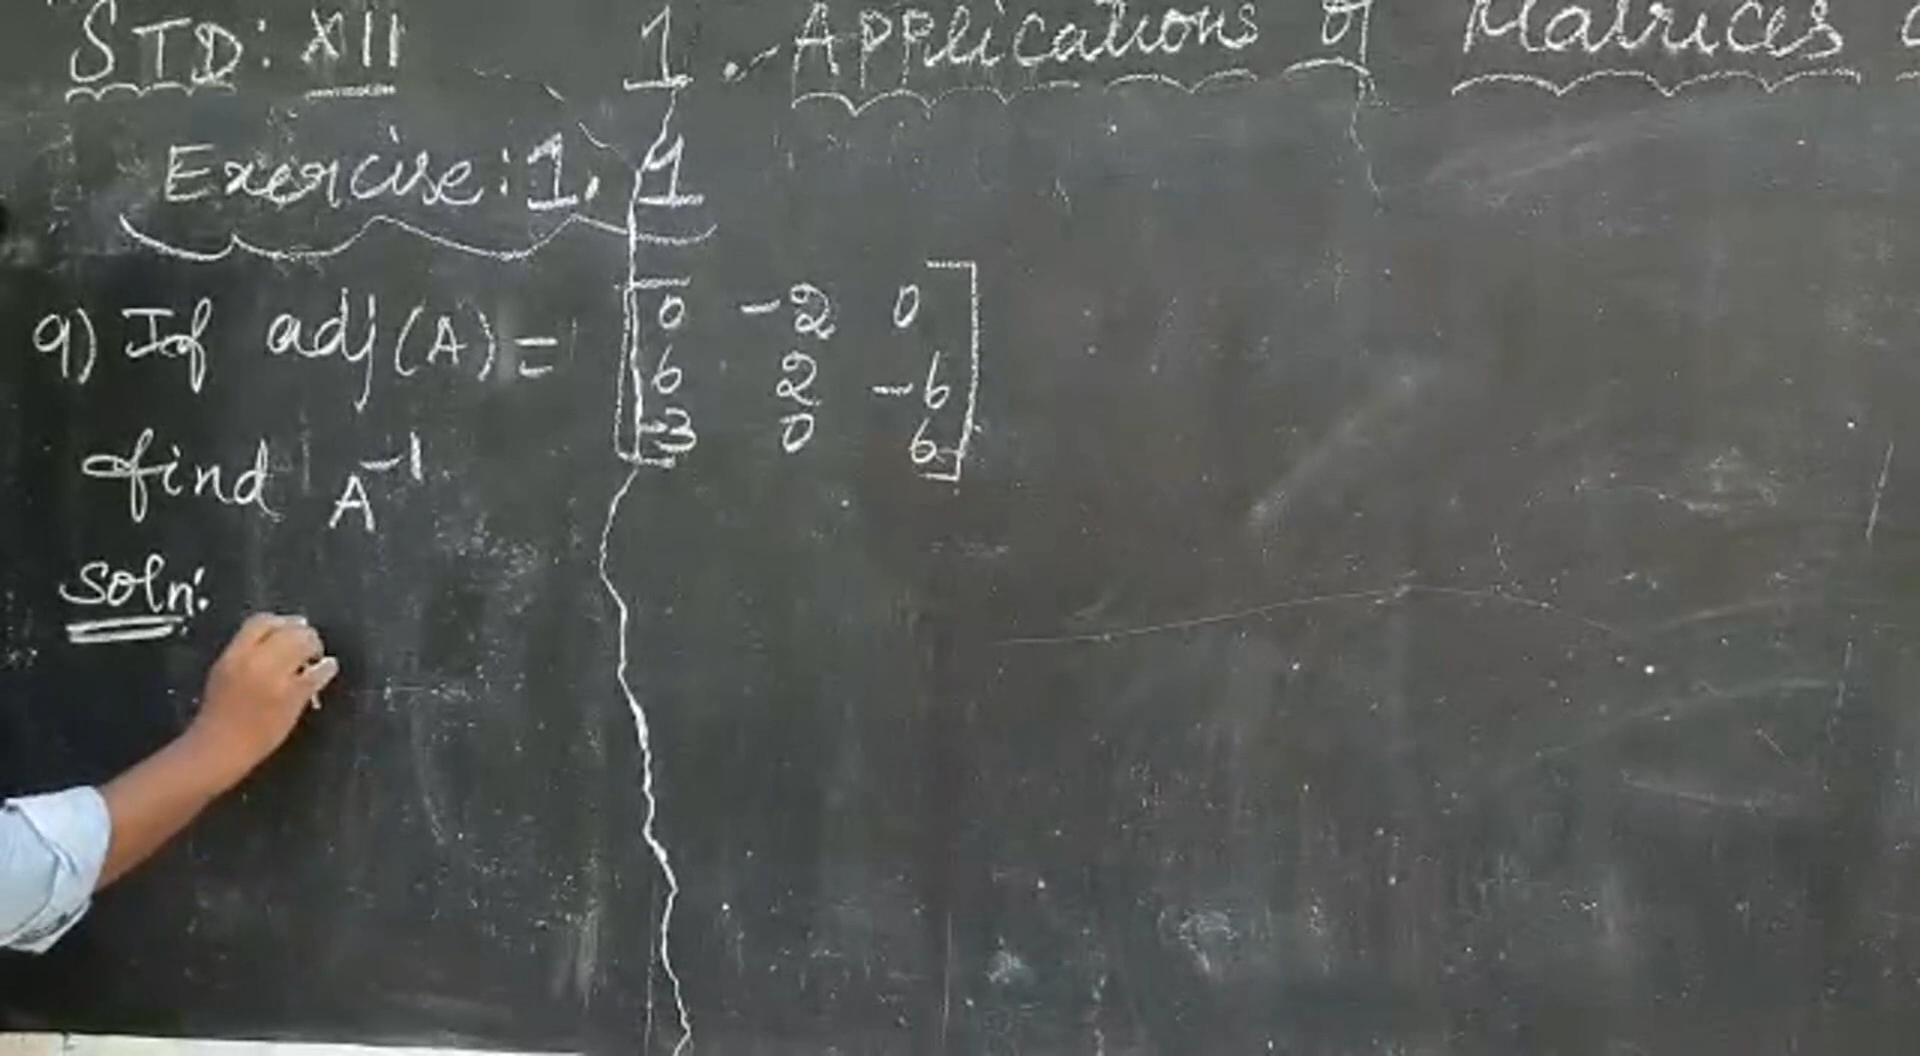 STD: XII 1. Applications of Matrices
Exercise: 1.1
9) If adj(A) = [0 -2 0
6 2 -6
-3 0 6]
find A⁻¹
Soln: